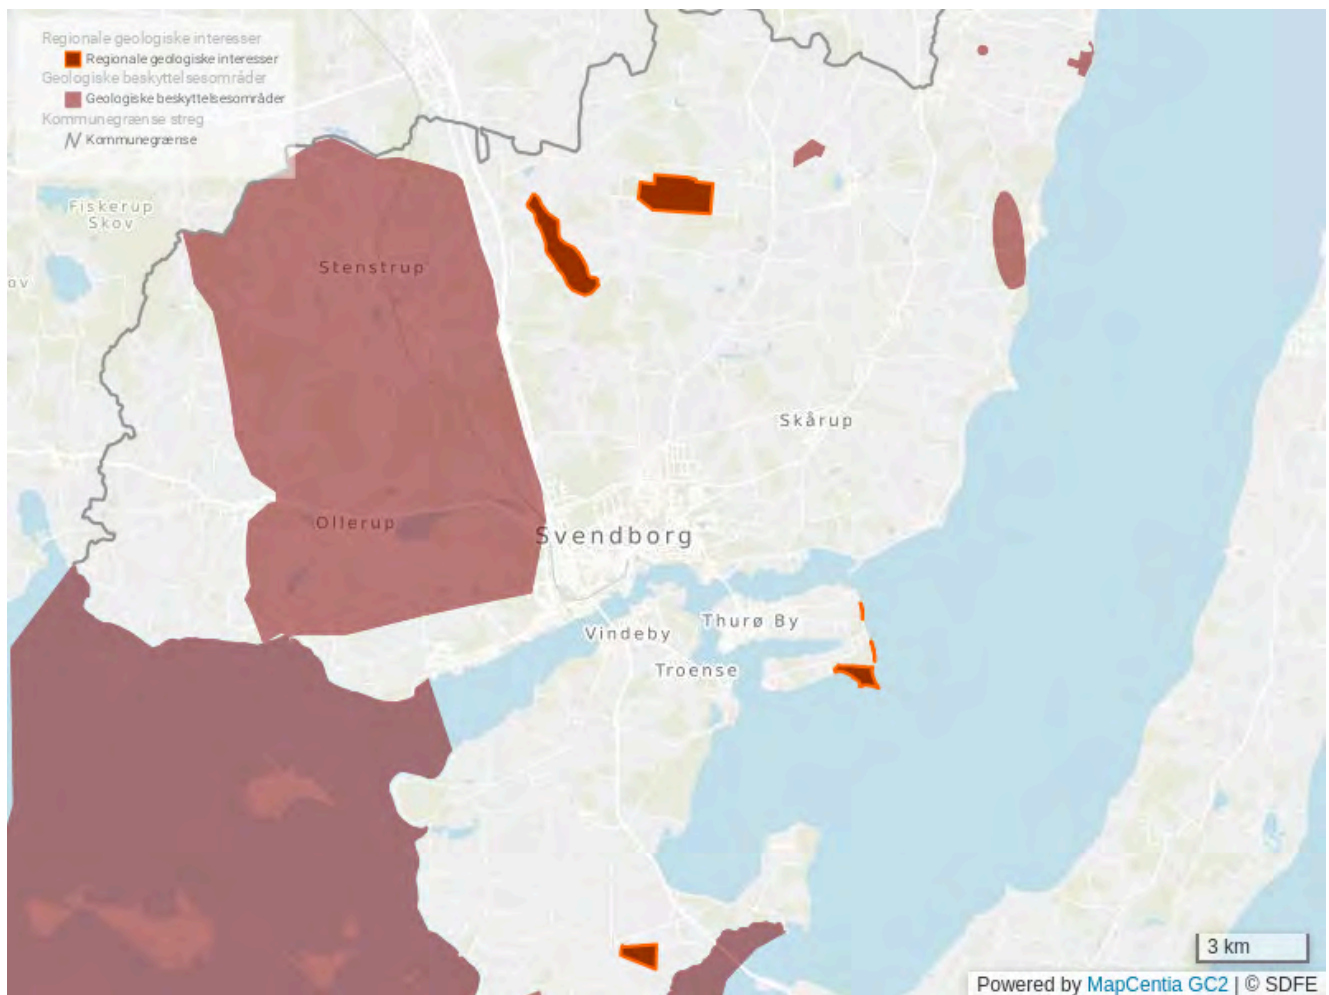 Regionale geologiske interesser
Regionale geologiske interesser
Geologiske beskyttelsesområder
Geologiske beskyttelsesområder
Kommunegrænse streg
Kommunegrænse
Fiskerup
Skov
ov
Stenstrup
Skårup
Ollerup
Svendborg
Thurø By
Vindeby
Troense
3 km
Powered by MapCentia GC2 | © SDFE